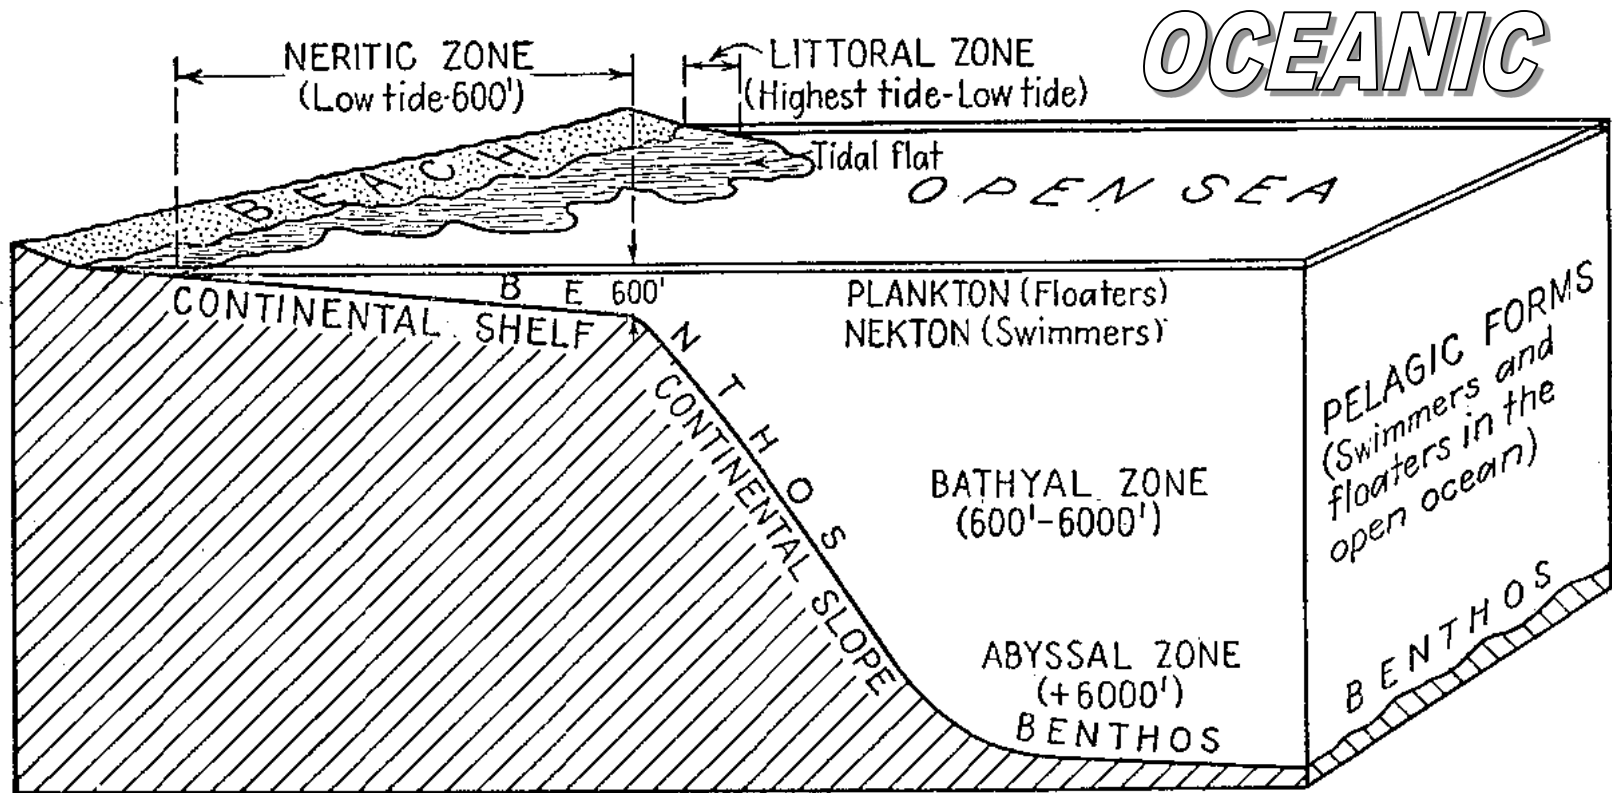 OCEANIC
NERITIC ZONE
(Low tide-600')
LITTORAL ZONE
(Highest tide-Low tide)
Tidal flat
BEACH
OPEN SEA
BENTHOS
600'
CONTINENTAL SHELF
PLANKTON (Floaters)
NEKTON (Swimmers)
CONTINENTAL SLOPE
BATHYAL ZONE
(600'-6000')
ABYSSAL ZONE
(+6000')
BENTHOS
PELAGIC FORMS
(Swimmers and
floaters in the
open ocean)
BENTHOS